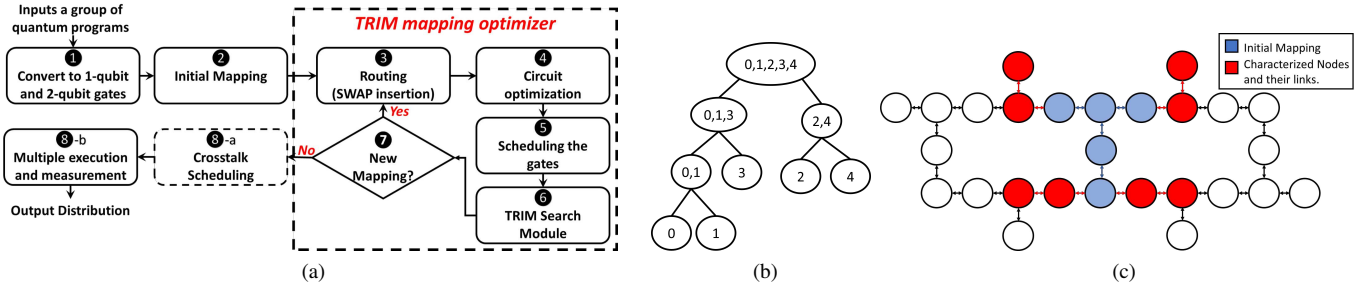 Inputs a group of
quantum programs
TRIM mapping optimizer
1
Convert to 1-qubit
and 2-qubit gates
2
Initial Mapping
3
Routing
(SWAP insertion)
4
Circuit
optimization
5
Scheduling the
gates
6
TRIM Search
Module
Yes
7
New
Mapping?
No
8-a
Crosstalk
Scheduling
8-b
Multiple execution
and measurement
Output Distribution
(a)
0,1,2,3,4
0,1,3
2,4
0,1
3
2
4
0
1
(b)
Initial Mapping
Characterized Nodes
and their links.
(c)